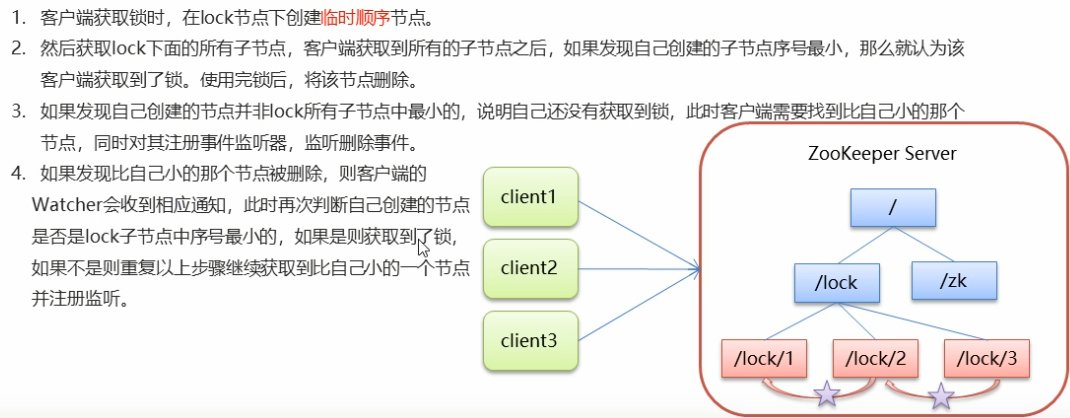 1. 客户端获取锁时，在lock节点下创建临时顺序节点。
2. 然后获取lock下面的所有子节点，客户端获取到所有的子节点之后，如果发现自己创建的子节点序号最小，那么就认为该
客户端获取到了锁。使用完锁后，将该节点删除。
3. 如果发现自己创建的节点并非lock所有子节点中最小的，说明自己还没有获取到锁，此时客户端需要找到比自己小的那个
节点，同时对其注册事件监听器，监听删除事件。
4. 如果发现比自己小的那个节点被删除，则客户端的
Watcher会收到相应通知，此时再次判断自己创建的节点
是否是lock子节点中序号最小的，如果是则获取到了锁，
如果不是则重复以上步骤继续获取到比自己小的一个节点
并注册监听。
client1
client2
client3
ZooKeeper Server
/
/lock
/zk
/lock/1
/lock/2
/lock/3